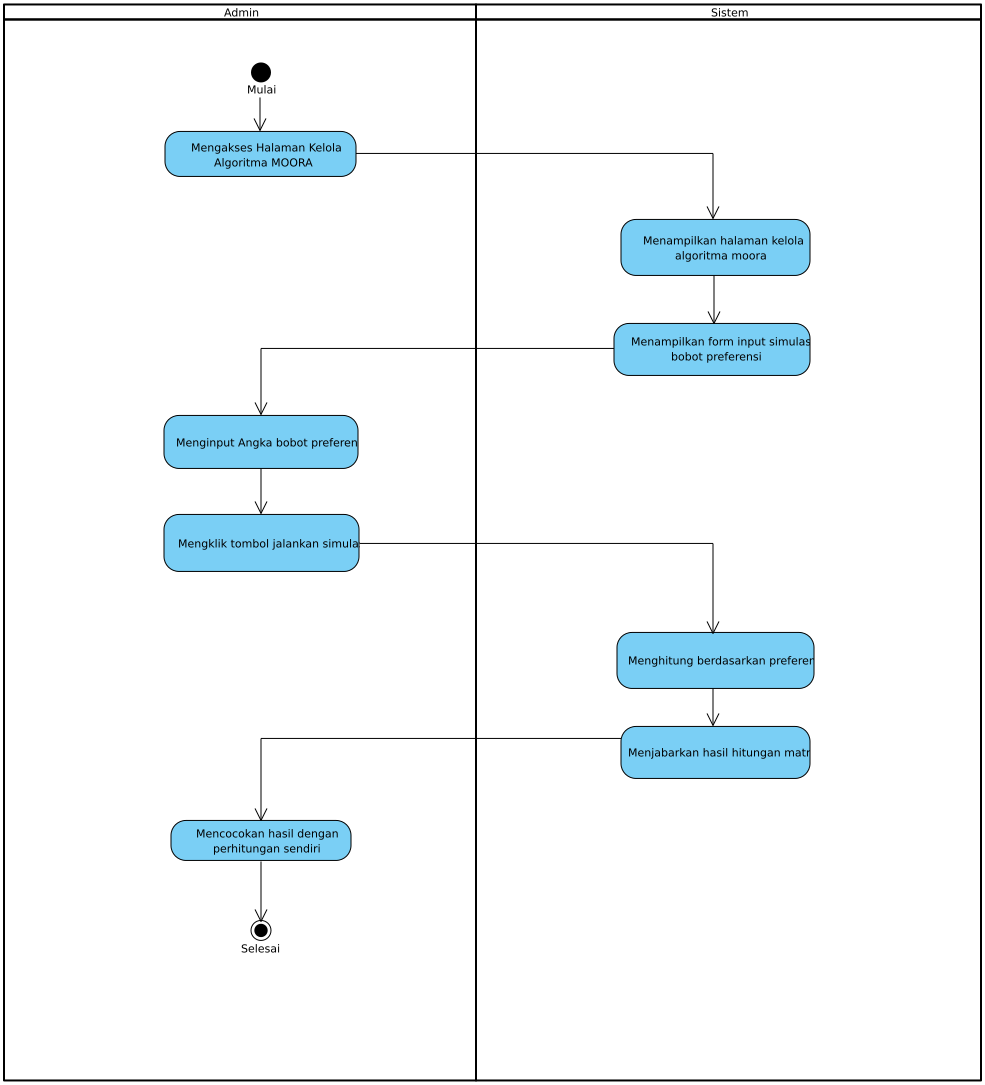 Admin
Sistem
Mulai
Mengakses Halaman Kelola
Algoritma MOORA
Menampilkan halaman kelola
algoritma moora
Menampilkan form input simulas
bobot preferensi
Menginput Angka bobot preferen
Mengklik tombol jalankan simula
Menghitung berdasarkan preferen
Menjabarkan hasil hitungan matr
Mencocokan hasil dengan
perhitungan sendiri
Selesai